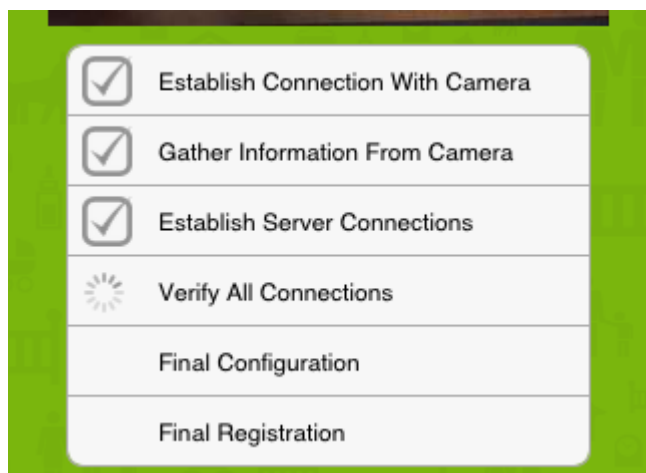 Establish Connection With Camera
Gather Information From Camera
Establish Server Connections
Verify All Connections
Final Configuration
Final Registration